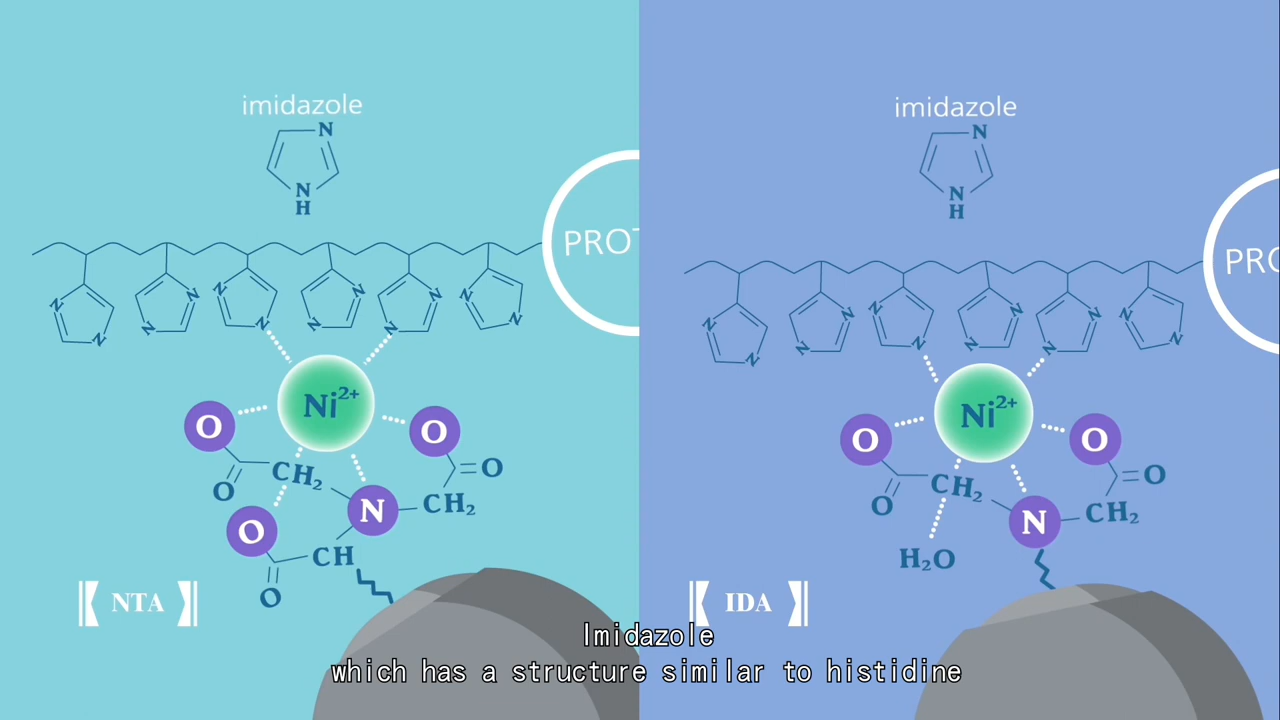 imidazole
N
N
H
PROT
N N N N N N N N N N N N
Ni²⁺
O
O
CH₂
O
O
N
CH₂
O
CH
O
NTA
imidazole
N
N
H
PRO
N N N N N N N N N N N N
Ni²⁺
O
O
CH₂
O
O
N
CH₂
H₂O
IDA
Imidazole
which has a structure similar to histidine